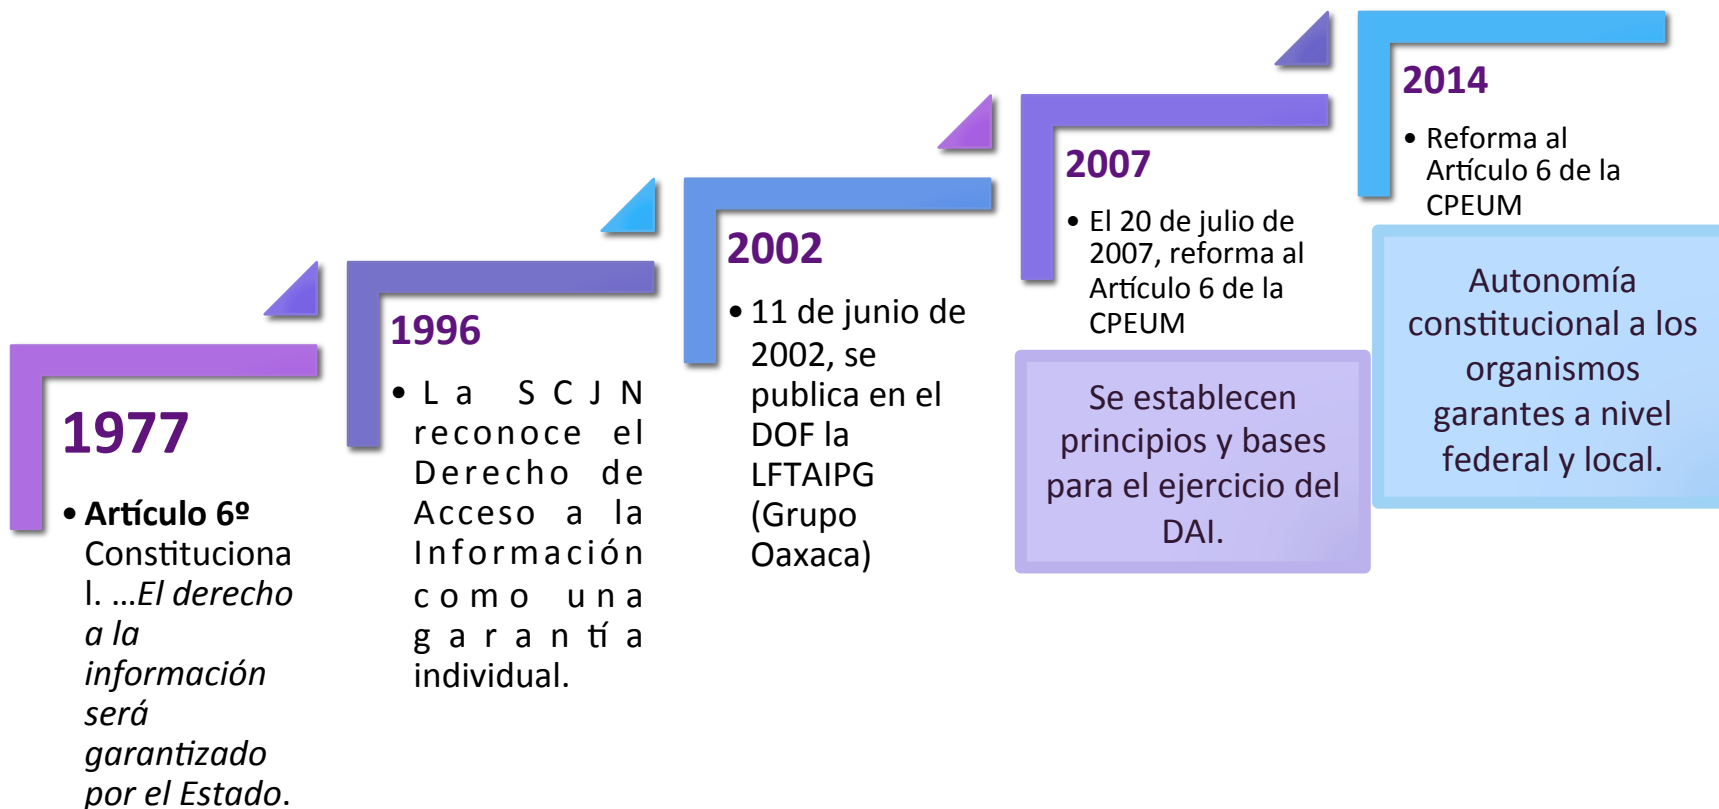 1977
• Artículo 6º
Constituciona
l. ...El derecho
a la
información
será
garantizado
por el Estado.
1996
• La SCJN
reconoce el
Derecho de
Acceso a la
Información
como una
garantía
individual.
2002
• 11 de junio de
2002, se
publica en el
DOF la
LFTAIPG
(Grupo
Oaxaca)
2007
• El 20 de julio de
2007, reforma al
Artículo 6 de la
CPEUM
Se establecen
principios y bases
para el ejercicio del
DAI.
2014
• Reforma al
Artículo 6 de la
CPEUM
Autonomía
constitucional a los
organismos
garantes a nivel
federal y local.